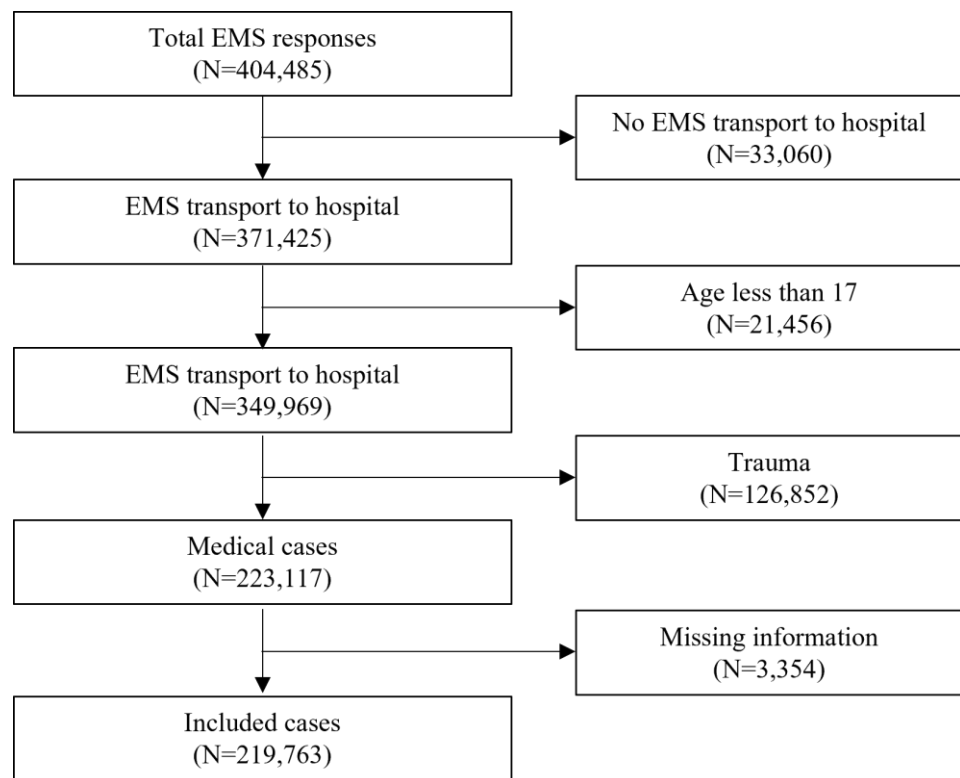 Total EMS responses
(N=404,485)
No EMS transport to hospital
(N=33,060)
EMS transport to hospital
(N=371,425)
Age less than 17
(N=21,456)
EMS transport to hospital
(N=349,969)
Trauma
(N=126,852)
Medical cases
(N=223,117)
Missing information
(N=3,354)
Included cases
(N=219,763)